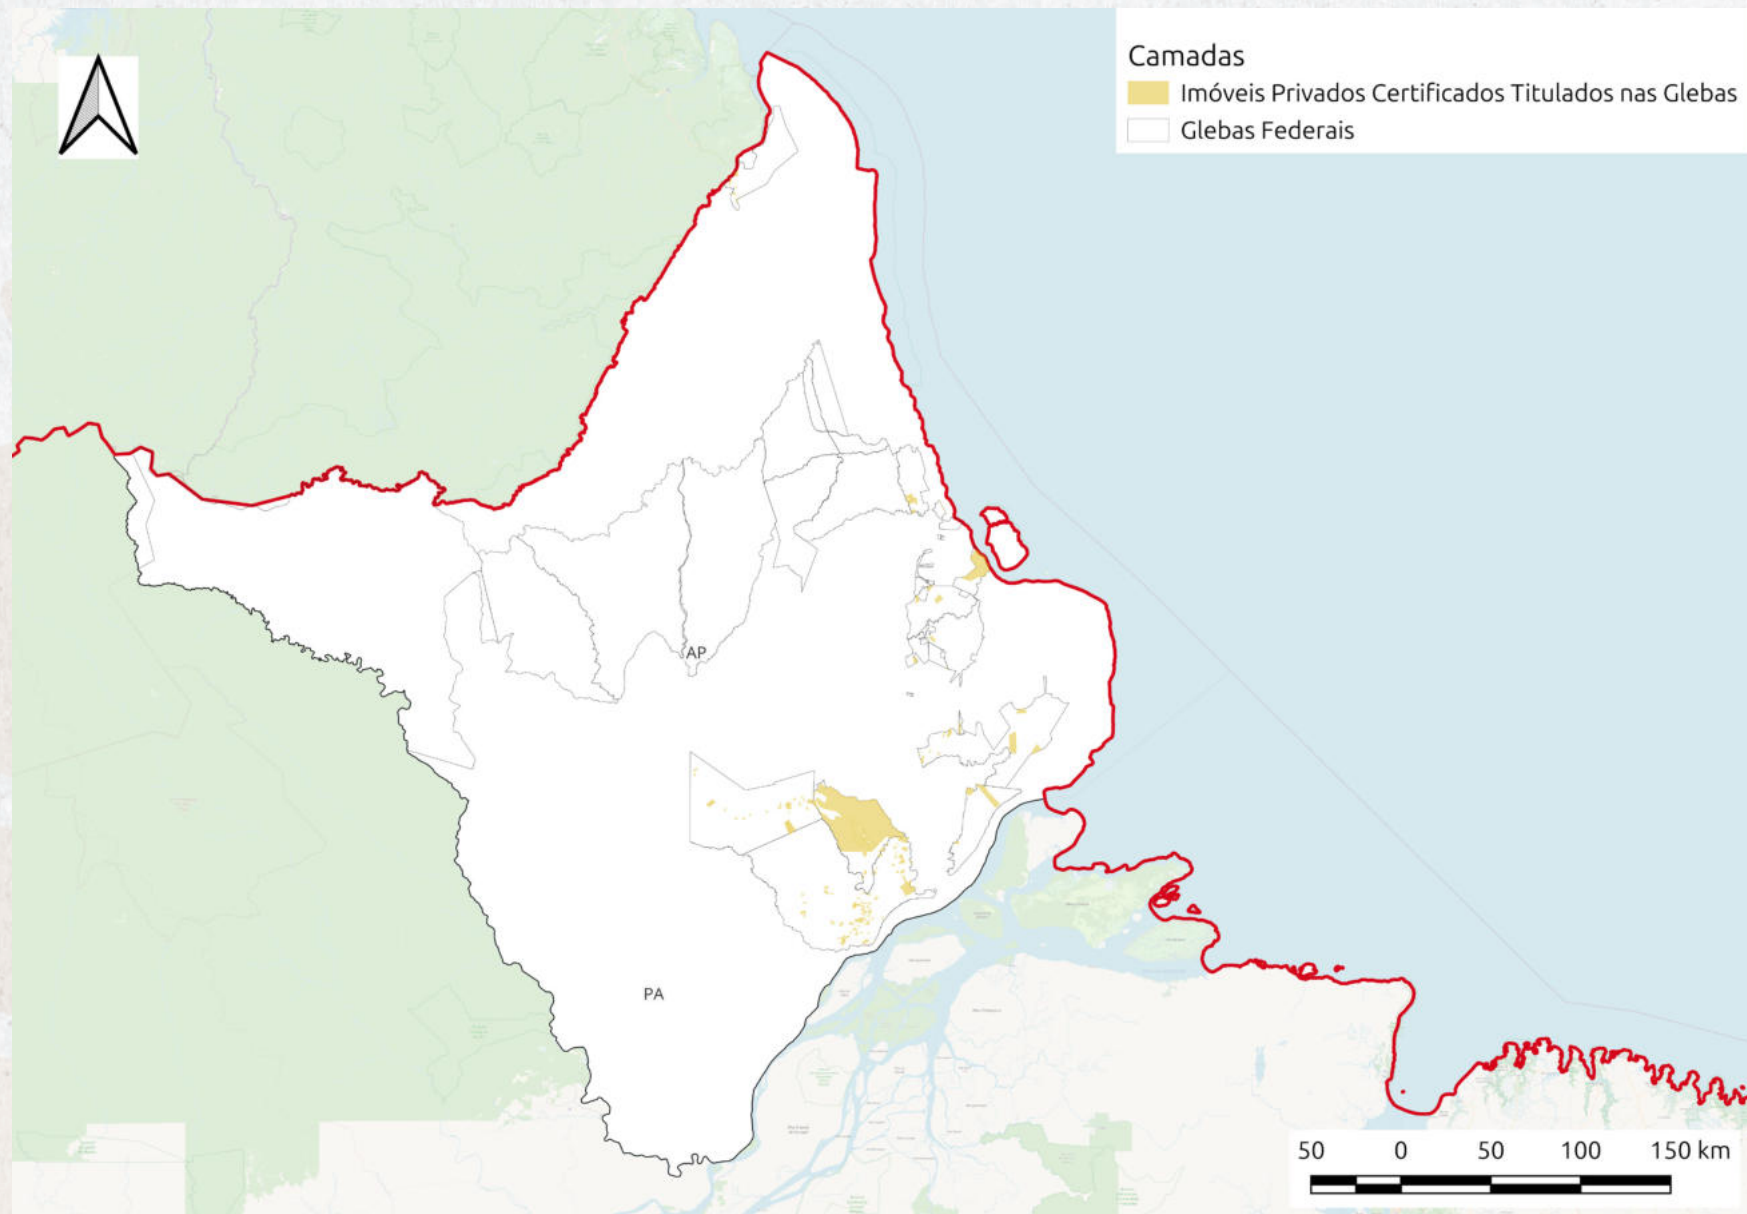 Camadas
Imóveis Privados Certificados Titulados nas Glebas
Glebas Federais
AP
PA
50 0 50 100 150 km